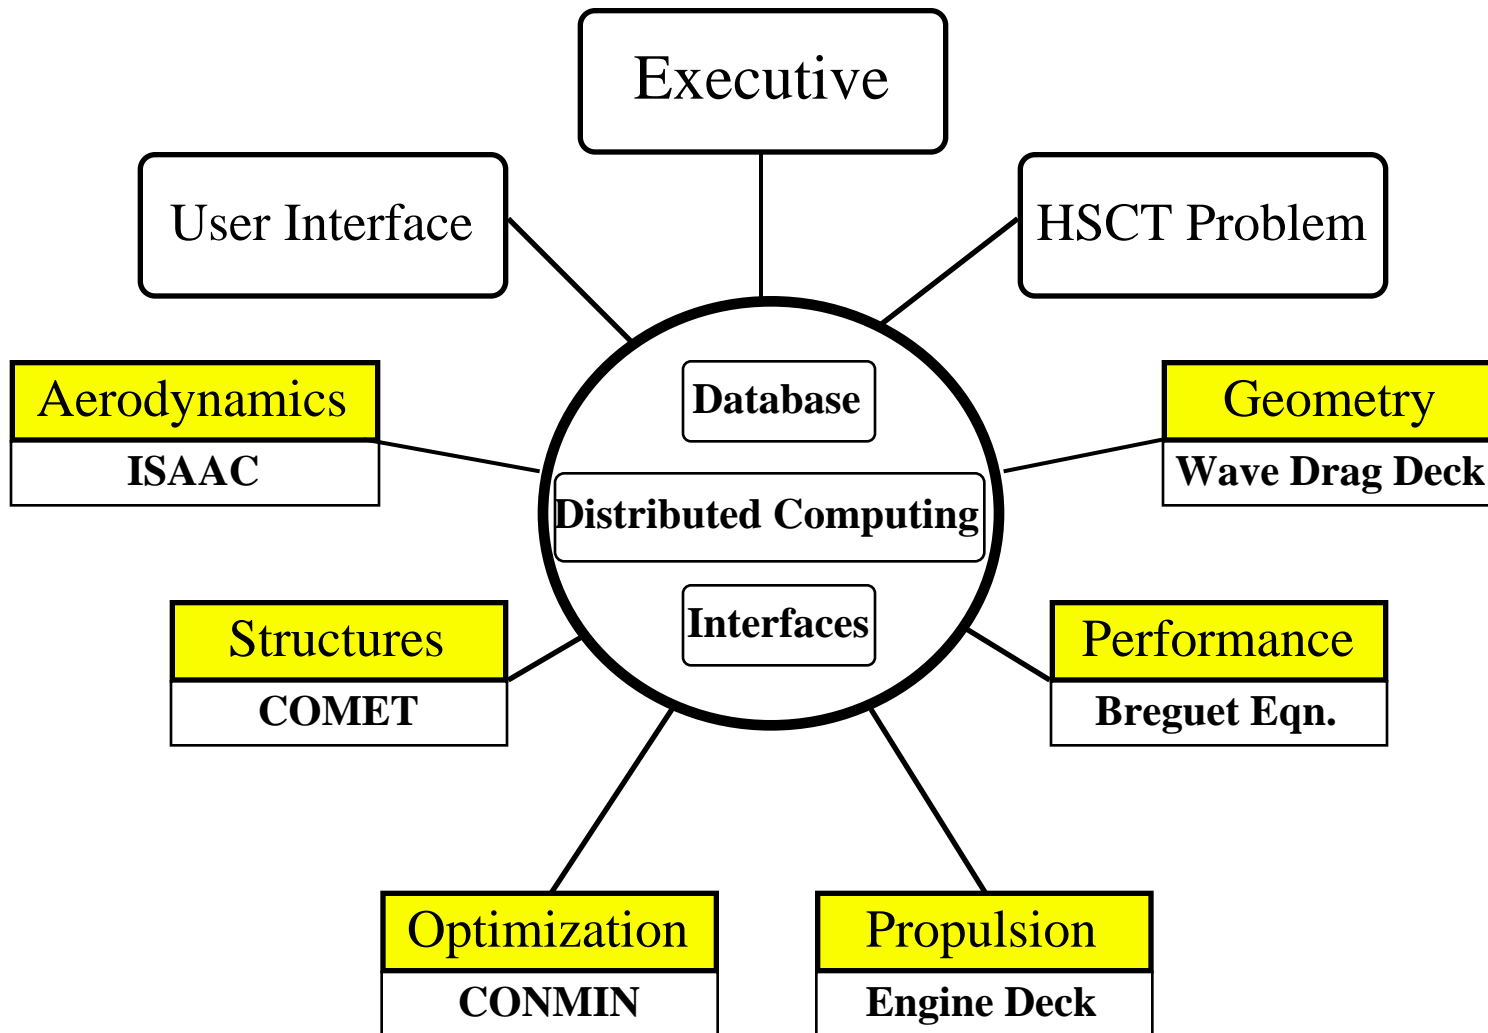 Executive
User Interface
HSCT Problem
Database
Distributed Computing
Interfaces
Aerodynamics
ISAAC
Geometry
Wave Drag Deck
Structures
COMET
Performance
Breguet Eqn.
Optimization
CONMIN
Propulsion
Engine Deck